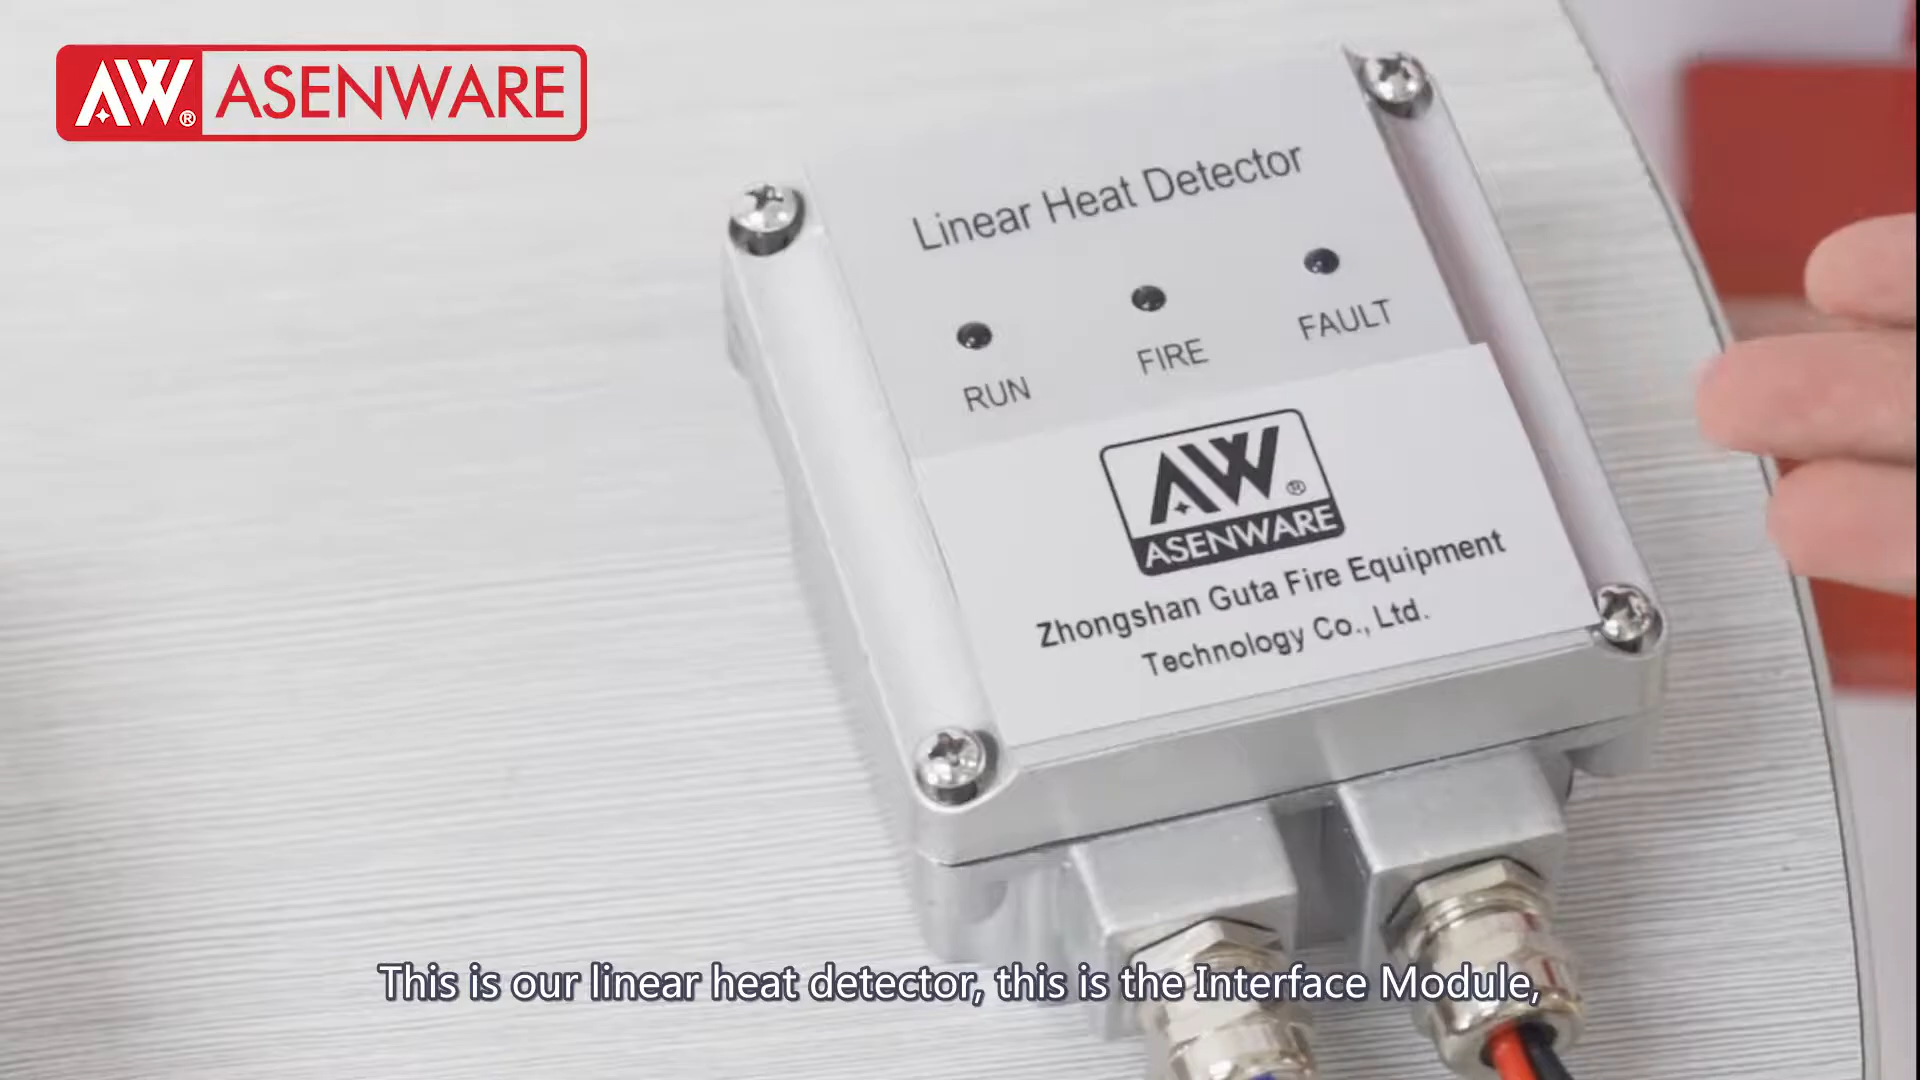 AW® ASENWARE
Linear Heat Detector
RUN
FIRE
FAULT
AW®
ASENWARE
Zhongshan Guta Fire Equipment
Technology Co., Ltd.
This is our linear heat detector, this is the Interface Module,